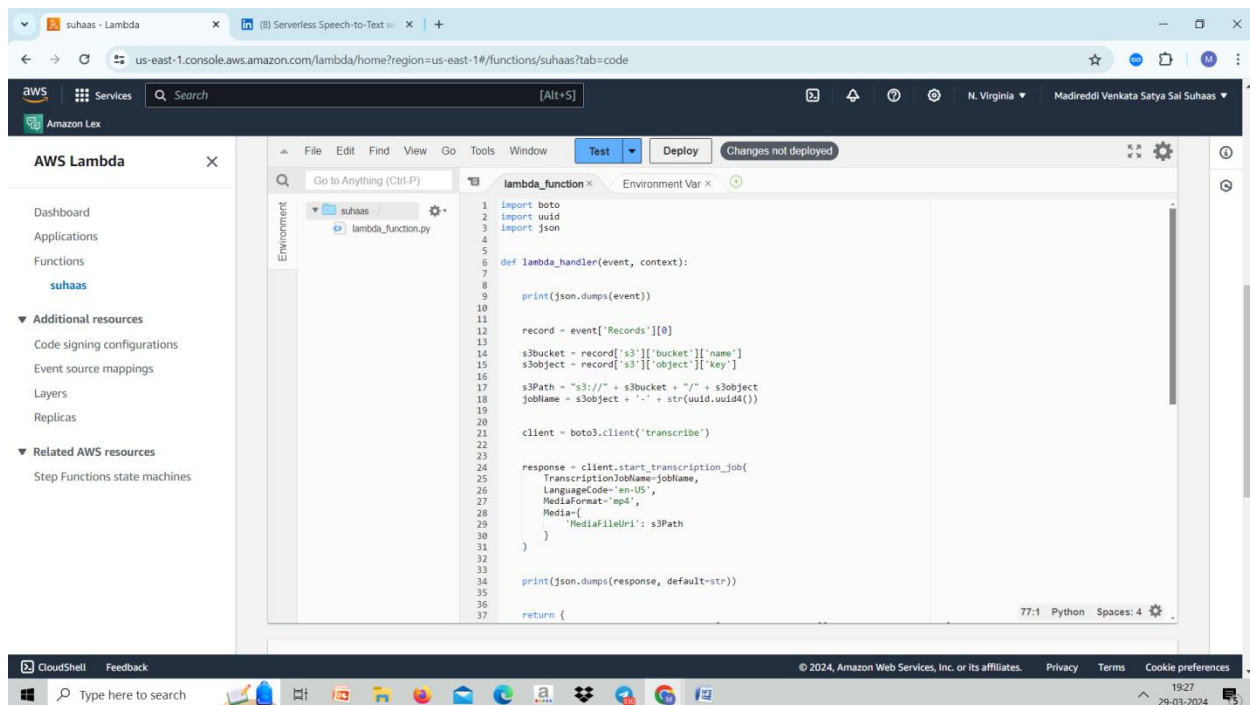 suhaas - Lambda
(8) Serverless Speech-to-Text w
us-east-1.console.aws.amazon.com/lambda/home?region=us-east-1#/functions/suhaas?tab=code
M
aws
Services
Search
[Alt+S]
N. Virginia
Madireddi Venkata Satya Sai Suhaas
Amazon Lex
AWS Lambda
Dashboard
Applications
Functions
suhaas
Additional resources
Code signing configurations
Event source mappings
Layers
Replicas
Related AWS resources
Step Functions state machines
File Edit Find View Go Tools Window
Test
Deploy
Changes not deployed
Go to Anything (Ctrl-P)
lambda_function
Environment Var
Environment
suhaas /
lambda_function.py
1 import boto
2 import uuid
3 import json
4
5
6 def lambda_handler(event, context):
7
8
9 print(json.dumps(event))
10
11
12 record = event['Records'][0]
13
14 s3bucket = record['s3']['bucket']['name']
15 s3object = record['s3']['object']['key']
16
17 s3Path = "s3://" + s3bucket + "/" + s3object
18 jobName = s3object + '-' + str(uuid.uuid4())
19
20
21 client = boto3.client('transcribe')
22
23
24 response = client.start_transcription_job(
25 TranscriptionJobName=jobName,
26 LanguageCode='en-US',
27 MediaFormat='mp4',
28 Media={
29 'MediaFileUri': s3Path
30 }
31 )
32
33
34 print(json.dumps(response, default=str))
35
36
37 return {
77:1 Python Spaces: 4
CloudShell
Feedback
© 2024, Amazon Web Services, Inc. or its affiliates.
Privacy
Terms
Cookie preferences
Type here to search
19:27
29-03-2024